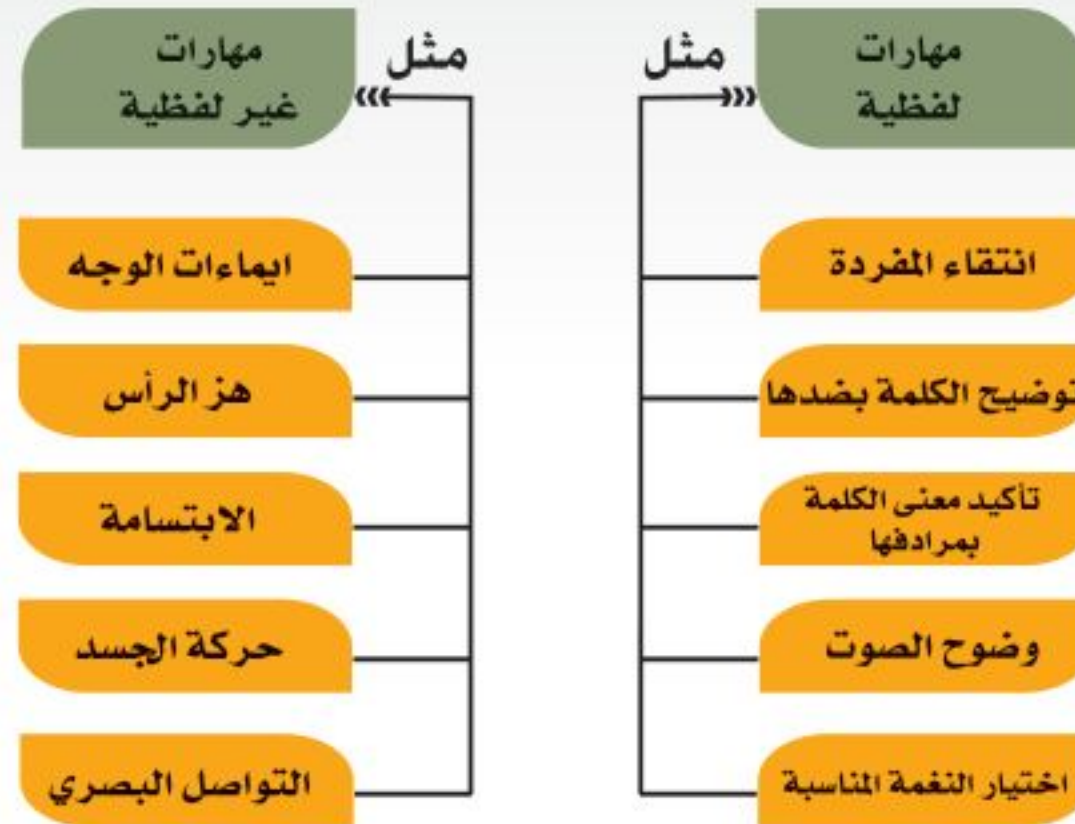 مهارات
لفظية
مثل
انتقاء المفردة
توضيح الكلمة بضدها
تأكيد معنى الكلمة
بمرادفها
وضوح الصوت
اختيار النغمة المناسبة
مهارات
غير لفظية
مثل
ايماءات الوجه
هز الرأس
الابتسامة
حركة الجسد
التواصل البصري